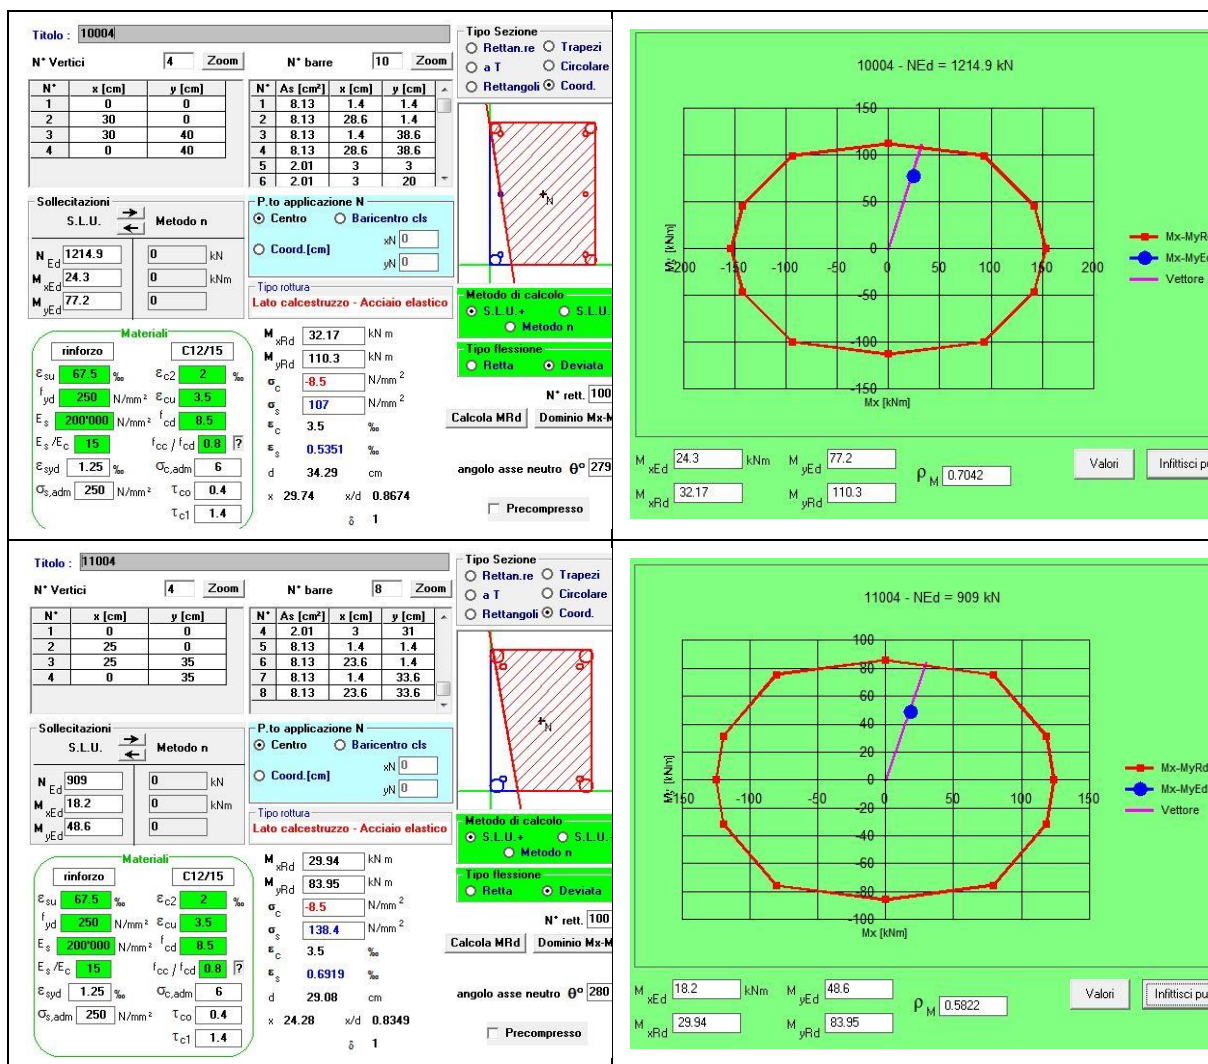 Titolo : 10004
N° Vertici 4 Zoom N° barre 10 Zoom
N° x [cm] y [cm]
1 0 0
2 30 0
3 30 40
4 0 40
N° As [cm²] x [cm] y [cm]
1 8.13 1.4 1.4
2 8.13 28.6 1.4
3 8.13 1.4 38.6
4 8.13 28.6 38.6
5 2.01 3 3
6 2.01 3 20
Tipo Sezione
Rettan.re Trapezi
a T Circolare
Rettangoli Coord.
N
Sollecitazioni
S.L.U. Metodo n
N Ed 1214.9 0 kN
M xEd 24.3 0 kNm
M yEd 77.2 0
P.to applicazione N
Centro Baricentro cls
Coord.[cm] xN 0
yN 0
Tipo rottura
Lato calcestruzzo - Acciaio elastico
Metodo di calcolo
S.L.U.+ S.L.U.
Metodo n
Tipo flessione
Retta Deviata
N° rett. 100
Calcola MRd Dominio Mx-M
angolo asse neutro θ° 279
Precompresso
Materiali
rinforzo C12/15
εsu 67.5 ‰ εc2 2 ‰
fyd 250 N/mm² εcu 3.5
Es 200'000 N/mm² fcd 8.5
Es/Ec 15 fcc / fcd 0.8 ?
εsyd 1.25 ‰ σc,adm 6
σs,adm 250 N/mm² τco 0.4
τc1 1.4
M xRd 32.17 kN m
M yRd 110.3 kN m
σc -8.5 N/mm²
σs 107 N/mm²
εc 3.5 ‰
εs 0.5351 ‰
d 34.29 cm
x 29.74 x/d 0.8674
δ 1
10004 - NEd = 1214.9 kN
150
100
50
0
-200 -150 -100 -50 0 50 100 150 200
-50
-100
-150
My [kNm]
Mx [kNm]
Mx-MyRd
Mx-MyEd
Vettore
M xEd 24.3 kNm M yEd 77.2
M xRd 32.17 M yRd 110.3
ρ M 0.7042
Valori Infittisci pu
Titolo : 11004
N° Vertici 4 Zoom N° barre 8 Zoom
N° x [cm] y [cm]
1 0 0
2 25 0
3 25 35
4 0 35
N° As [cm²] x [cm] y [cm]
4 2.01 3 31
5 8.13 1.4 1.4
6 8.13 23.6 1.4
7 8.13 1.4 33.6
8 8.13 23.6 33.6
Tipo Sezione
Rettan.re Trapezi
a T Circolare
Rettangoli Coord.
N
Sollecitazioni
S.L.U. Metodo n
N Ed 909 0 kN
M xEd 18.2 0 kNm
M yEd 48.6 0
P.to applicazione N
Centro Baricentro cls
Coord.[cm] xN 0
yN 0
Tipo rottura
Lato calcestruzzo - Acciaio elastico
Metodo di calcolo
S.L.U.+ S.L.U.-
Metodo n
Tipo flessione
Retta Deviata
N° rett. 100
Calcola MRd Dominio Mx-M
angolo asse neutro θ° 280
Precompresso
Materiali
rinforzo C12/15
εsu 67.5 ‰ εc2 2 ‰
fyd 250 N/mm² εcu 3.5
Es 200'000 N/mm² fcd 8.5
Es/Ec 15 fcc / fcd 0.8 ?
εsyd 1.25 ‰ σc,adm 6
σs,adm 250 N/mm² τco 0.4
τc1 1.4
M xRd 29.94 kN m
M yRd 83.95 kN m
σc -8.5 N/mm²
σs 138.4 N/mm²
εc 3.5 ‰
εs 0.6919 ‰
d 29.08 cm
x 24.28 x/d 0.8349
δ 1
11004 - NEd = 909 kN
100
80
60
40
20
0
-150 -100 -50 0 50 100 150
-20
-40
-60
-80
-100
My [kNm]
Mx [kNm]
Mx-MyRd
Mx-MyEd
Vettore
M xEd 18.2 kNm M yEd 48.6
M xRd 29.94 M yRd 83.95
ρ M 0.5822
Valori Infittisci pu